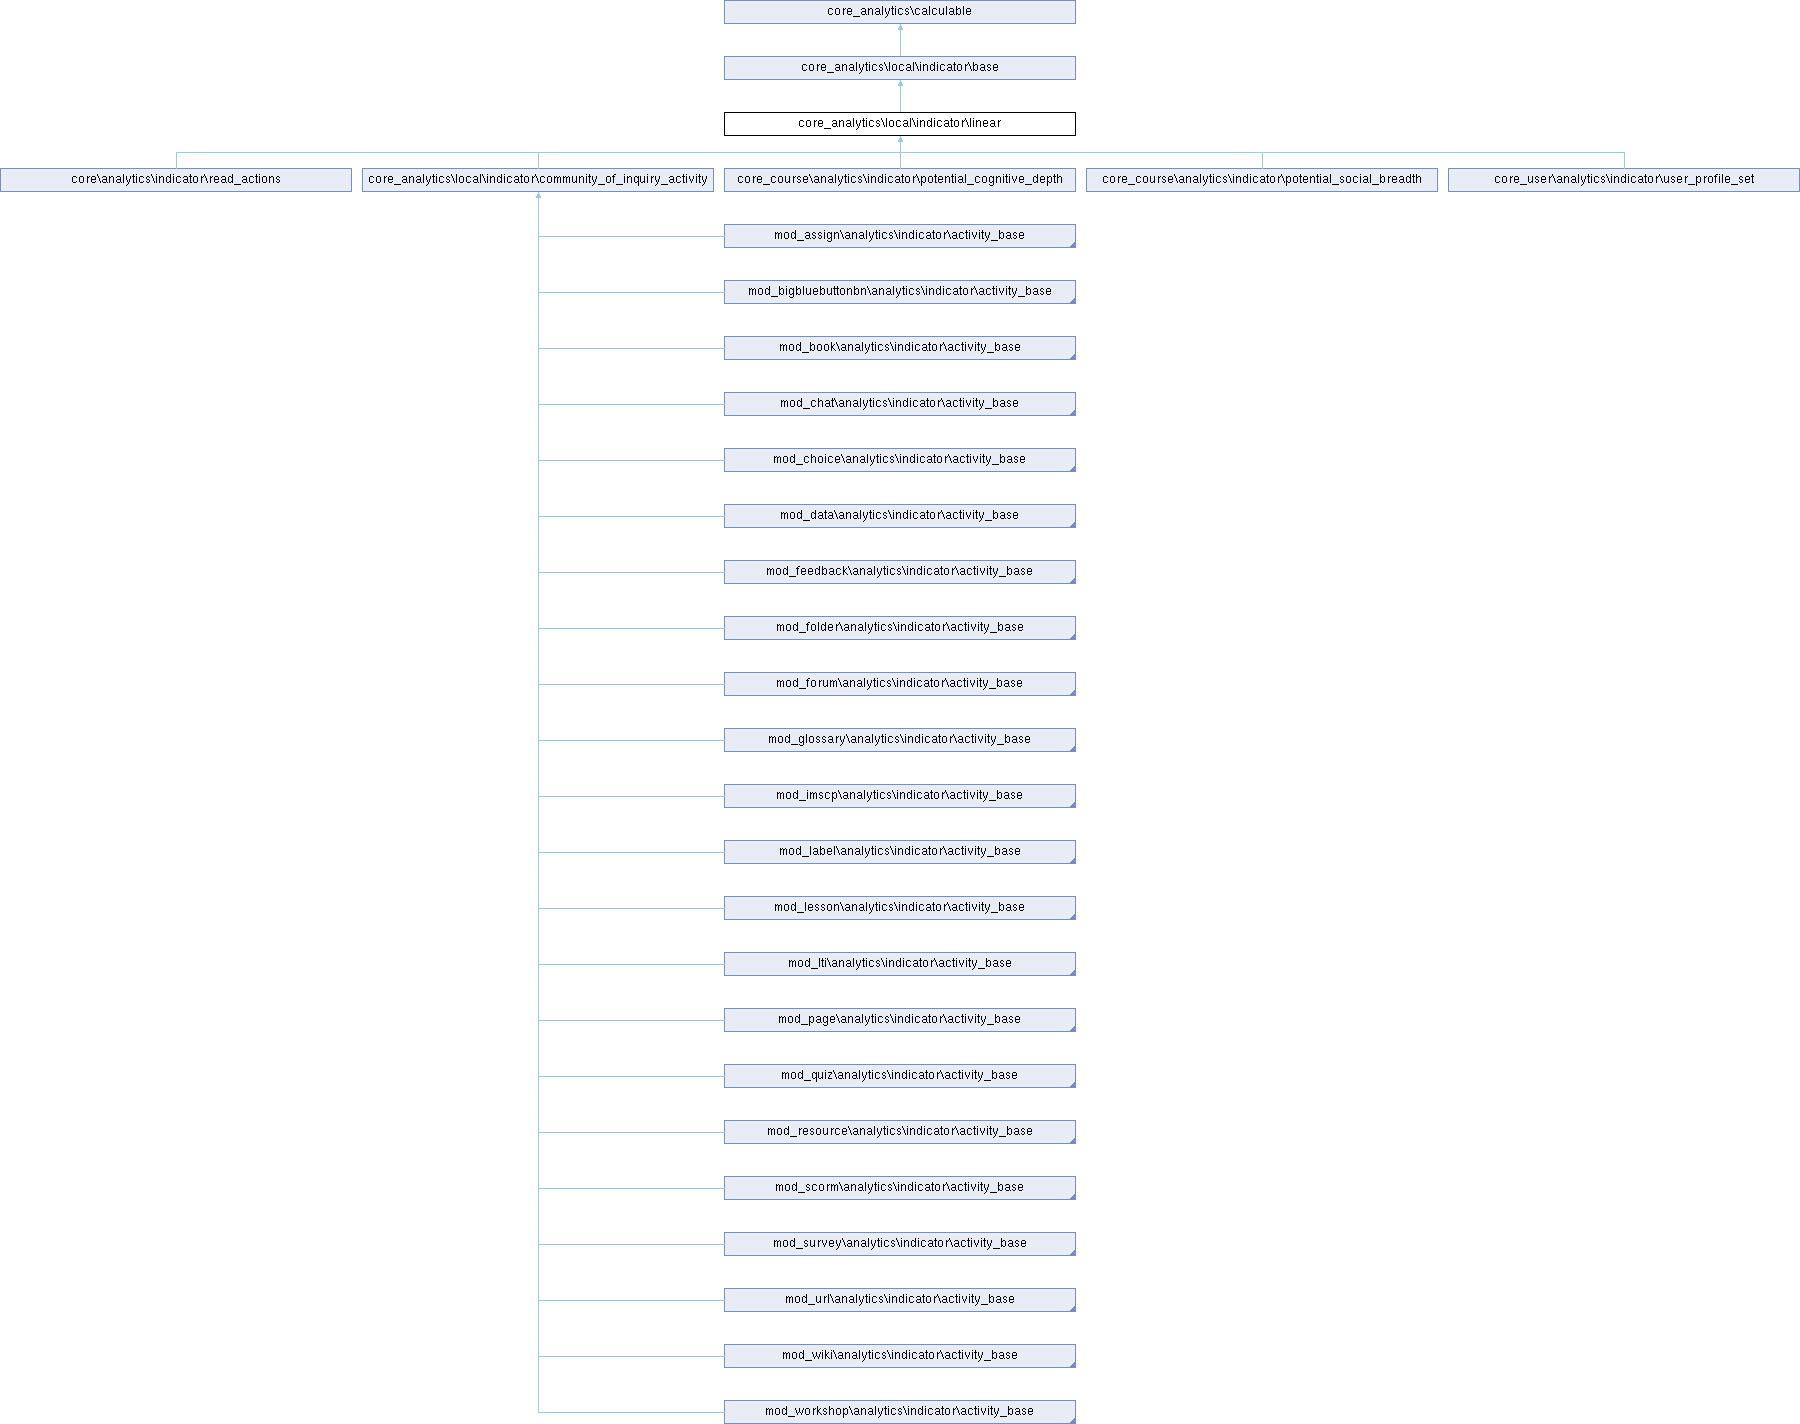 core_analytics\calculable
core_analytics\local\indicator\base
core_analytics\local\indicator\linear
core\analytics\indicator\read_actions
core_analytics\local\indicator\community_of_inquiry_activity
core_course\analytics\indicator\potential_cognitive_depth
core_course\analytics\indicator\potential_social_breadth
core_user\analytics\indicator\user_profile_set
mod_assign\analytics\indicator\activity_base
mod_bigbluebuttonbn\analytics\indicator\activity_base
mod_book\analytics\indicator\activity_base
mod_chat\analytics\indicator\activity_base
mod_choice\analytics\indicator\activity_base
mod_data\analytics\indicator\activity_base
mod_feedback\analytics\indicator\activity_base
mod_folder\analytics\indicator\activity_base
mod_forum\analytics\indicator\activity_base
mod_glossary\analytics\indicator\activity_base
mod_imscp\analytics\indicator\activity_base
mod_label\analytics\indicator\activity_base
mod_lesson\analytics\indicator\activity_base
mod_lti\analytics\indicator\activity_base
mod_page\analytics\indicator\activity_base
mod_quiz\analytics\indicator\activity_base
mod_resource\analytics\indicator\activity_base
mod_scorm\analytics\indicator\activity_base
mod_survey\analytics\indicator\activity_base
mod_url\analytics\indicator\activity_base
mod_wiki\analytics\indicator\activity_base
mod_workshop\analytics\indicator\activity_base